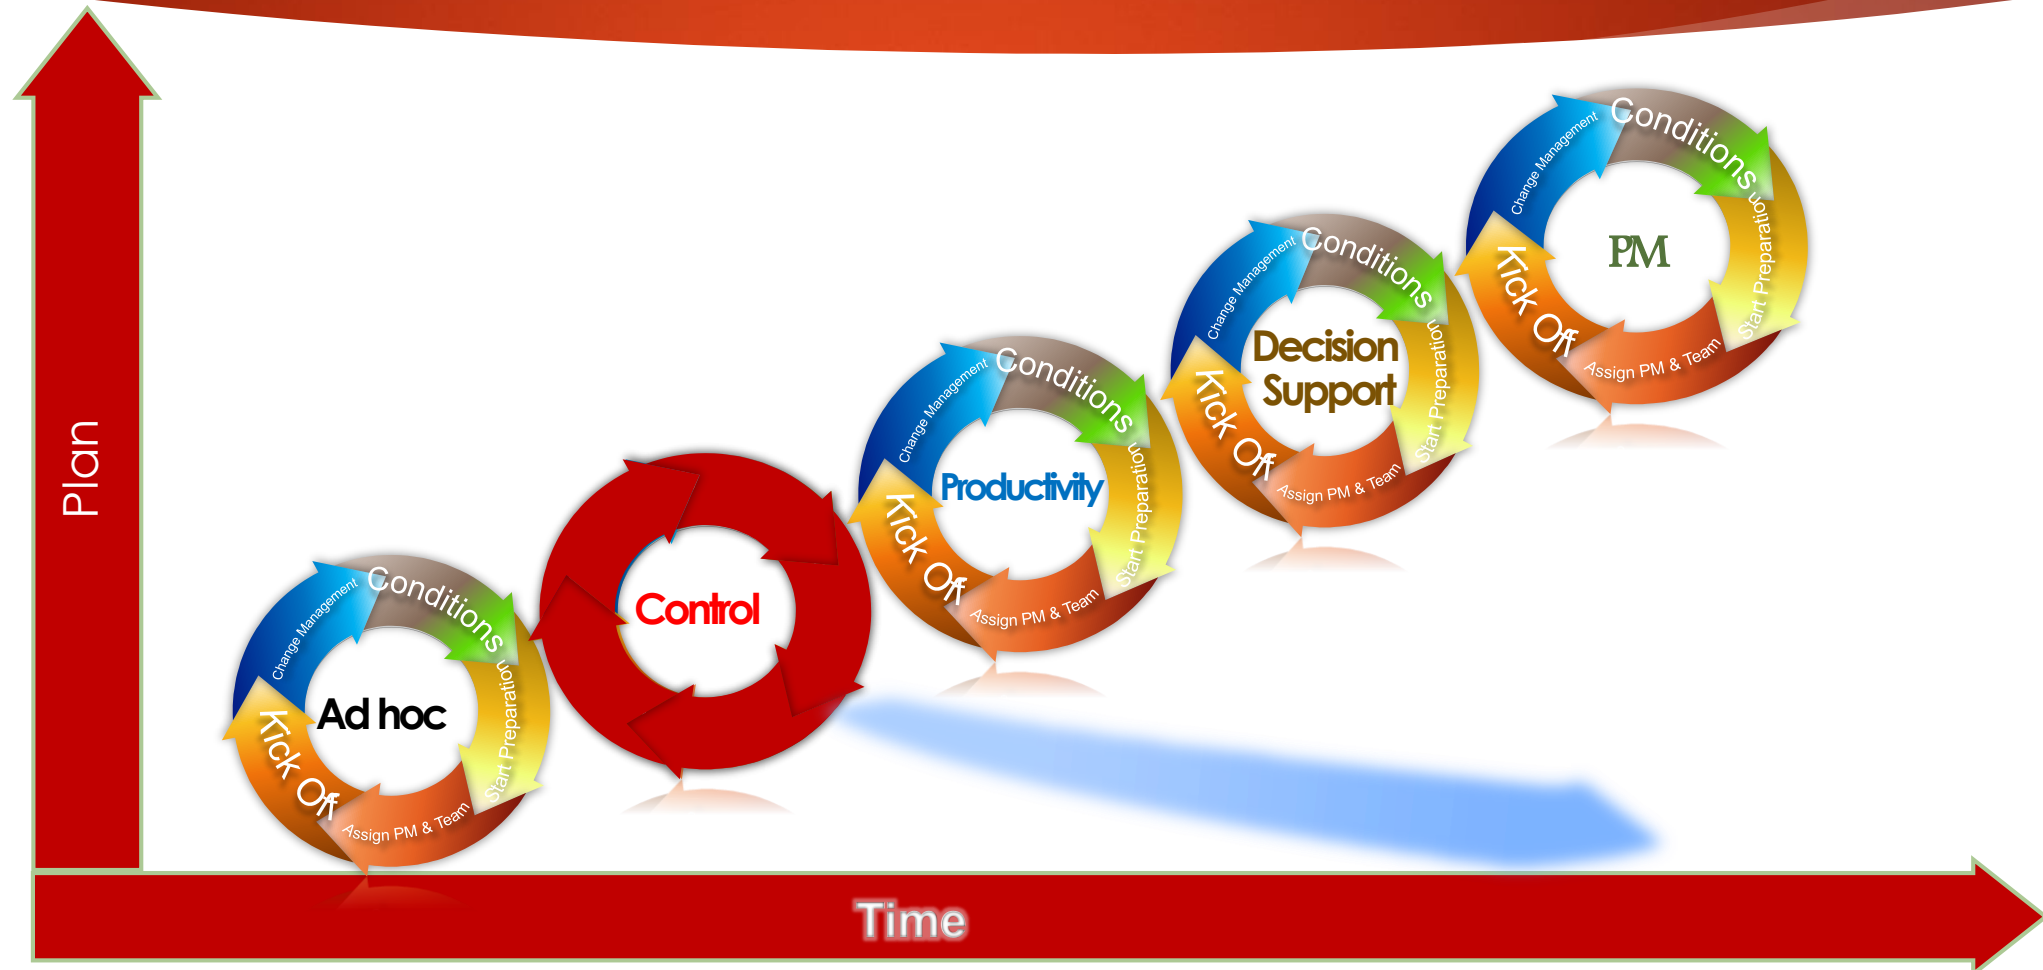 Plan
Time
Ad hoc
Conditions
Start Preparation
Assign PM & Team
Kick Off
Change Management
Control
Productivity
Conditions
Start Preparation
Assign PM & Team
Kick Off
Change Management
Decision
Support
Conditions
Start Preparation
Assign PM & Team
Kick Off
Change Management
PM
Conditions
Start Preparation
Assign PM & Team
Kick Off
Change Management